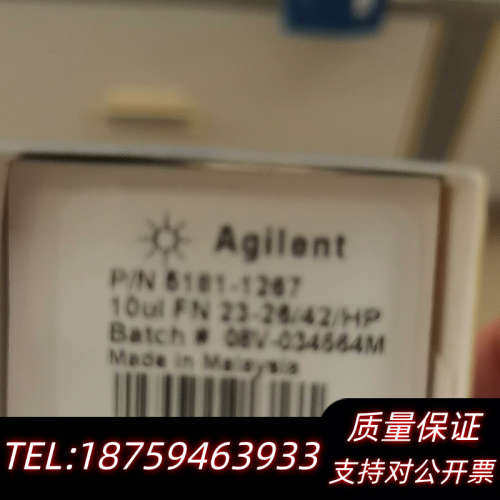 Agilent
P/N 5181-1267
10ul FN 23-26/42/HP
Batch # 08V-034564M
Made in Malaysia
质量保证
TEL:18759463933
支持对公开票